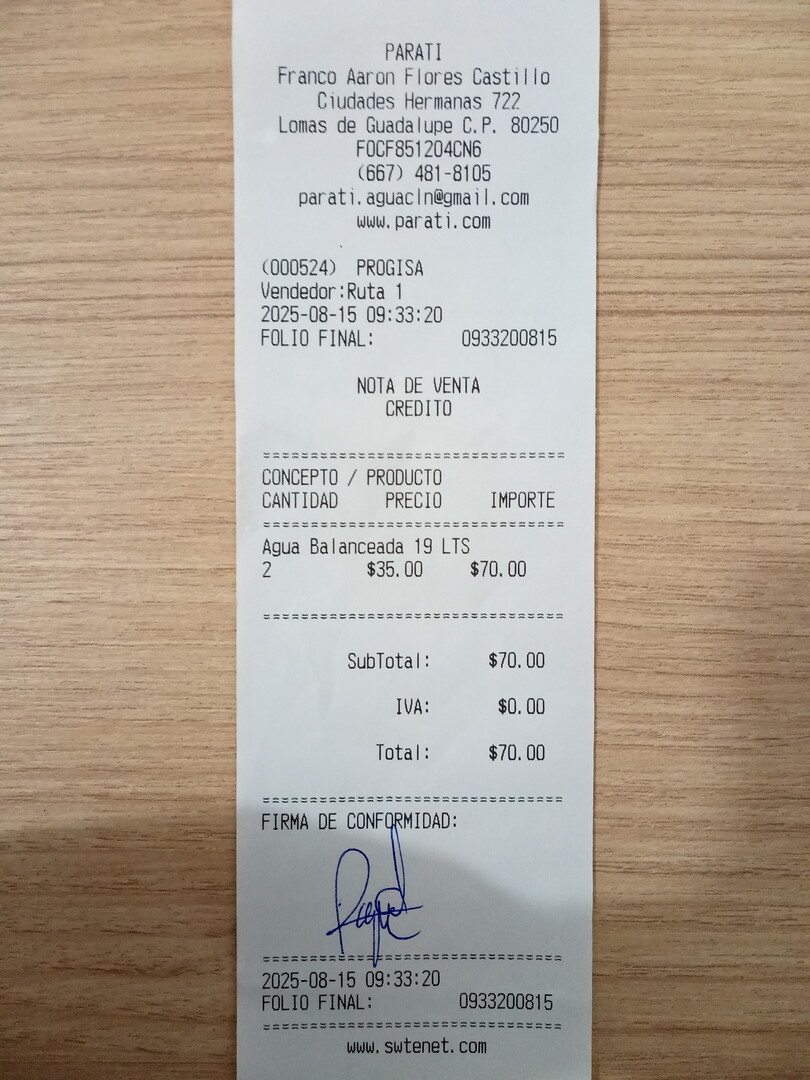 PARATI
Franco Aaron Flores Castillo
Ciudades Hermanas 722
Lomas de Guadalupe C.P. 80250
FOCF851204CN6
(667) 481-8105
parati.aguacln@gmail.com
www.parati.com
(000524) PROGISA
Vendedor:Ruta 1
2025-08-15 09:33:20
FOLIO FINAL: 0933200815
NOTA DE VENTA
CREDITO
================================
CONCEPTO / PRODUCTO
CANTIDAD PRECIO IMPORTE
================================
Agua Balanceada 19 LTS
2 $35.00 $70.00
================================
SubTotal: $70.00
IVA: $0.00
Total: $70.00
================================
FIRMA DE CONFORMIDAD:
================================
2025-08-15 09:33:20
FOLIO FINAL: 0933200815
================================
www.swtenet.com